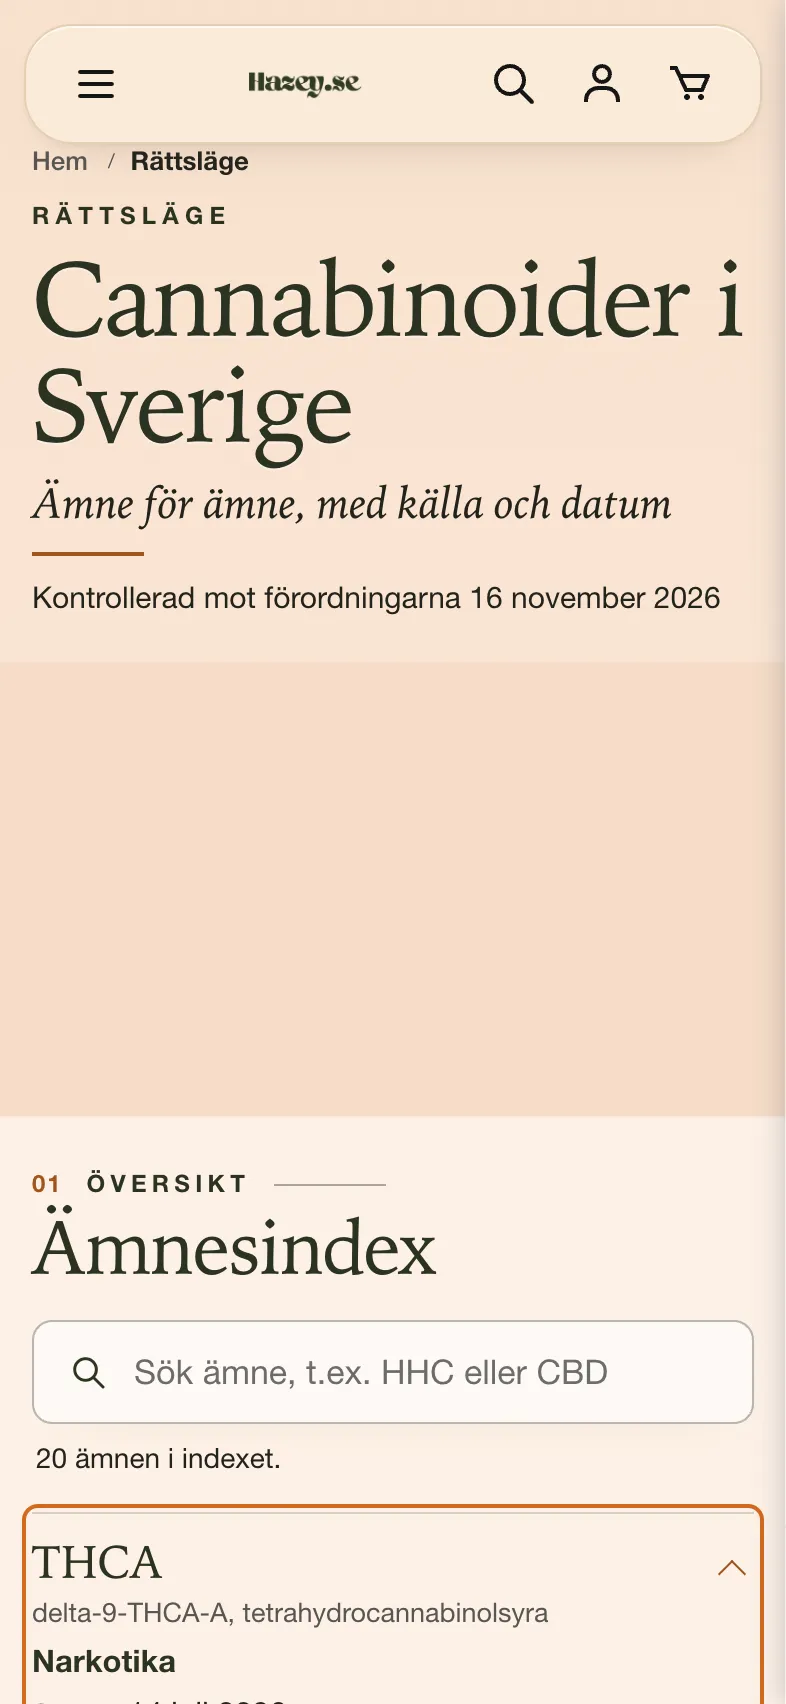 Hazey.se
Hem / Rättsläge
RÄTTSLÄGE
Cannabinoider i
Sverige
Ämne för ämne, med källa och datum
Kontrollerad mot förordningarna 16 november 2026
01 ÖVERSIKT
Ämnesindex
Sök ämne, t.ex. HHC eller CBD
20 ämnen i indexet.
THCA
delta-9-THCA-A, tetrahydrocannabinolsyra
Narkotika